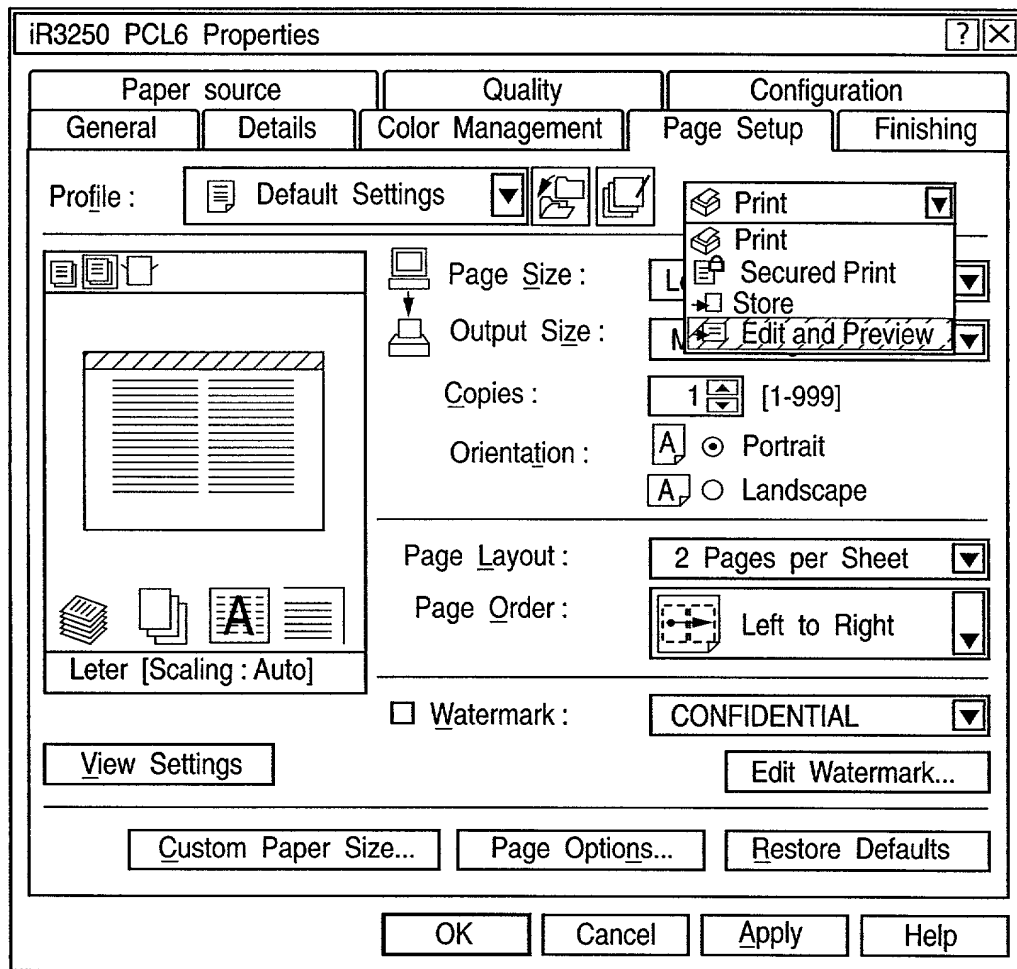 iR3250 PCL6 Properties ?
Paper source Quality Configuration
General Details Color Management Page Setup Finishing
Profile : Default Settings Print
Print
Secured Print
Store
Edit and Preview
Page Size : L
Output Size : M
Copies : 1 [1-999]
Orientation : A Portrait
A Landscape
Page Layout : 2 Pages per Sheet
Page Order : Left to Right
A
Leter [Scaling : Auto]
Watermark : CONFIDENTIAL
View Settings Edit Watermark...
Custom Paper Size... Page Options... Restore Defaults
OK Cancel Apply Help